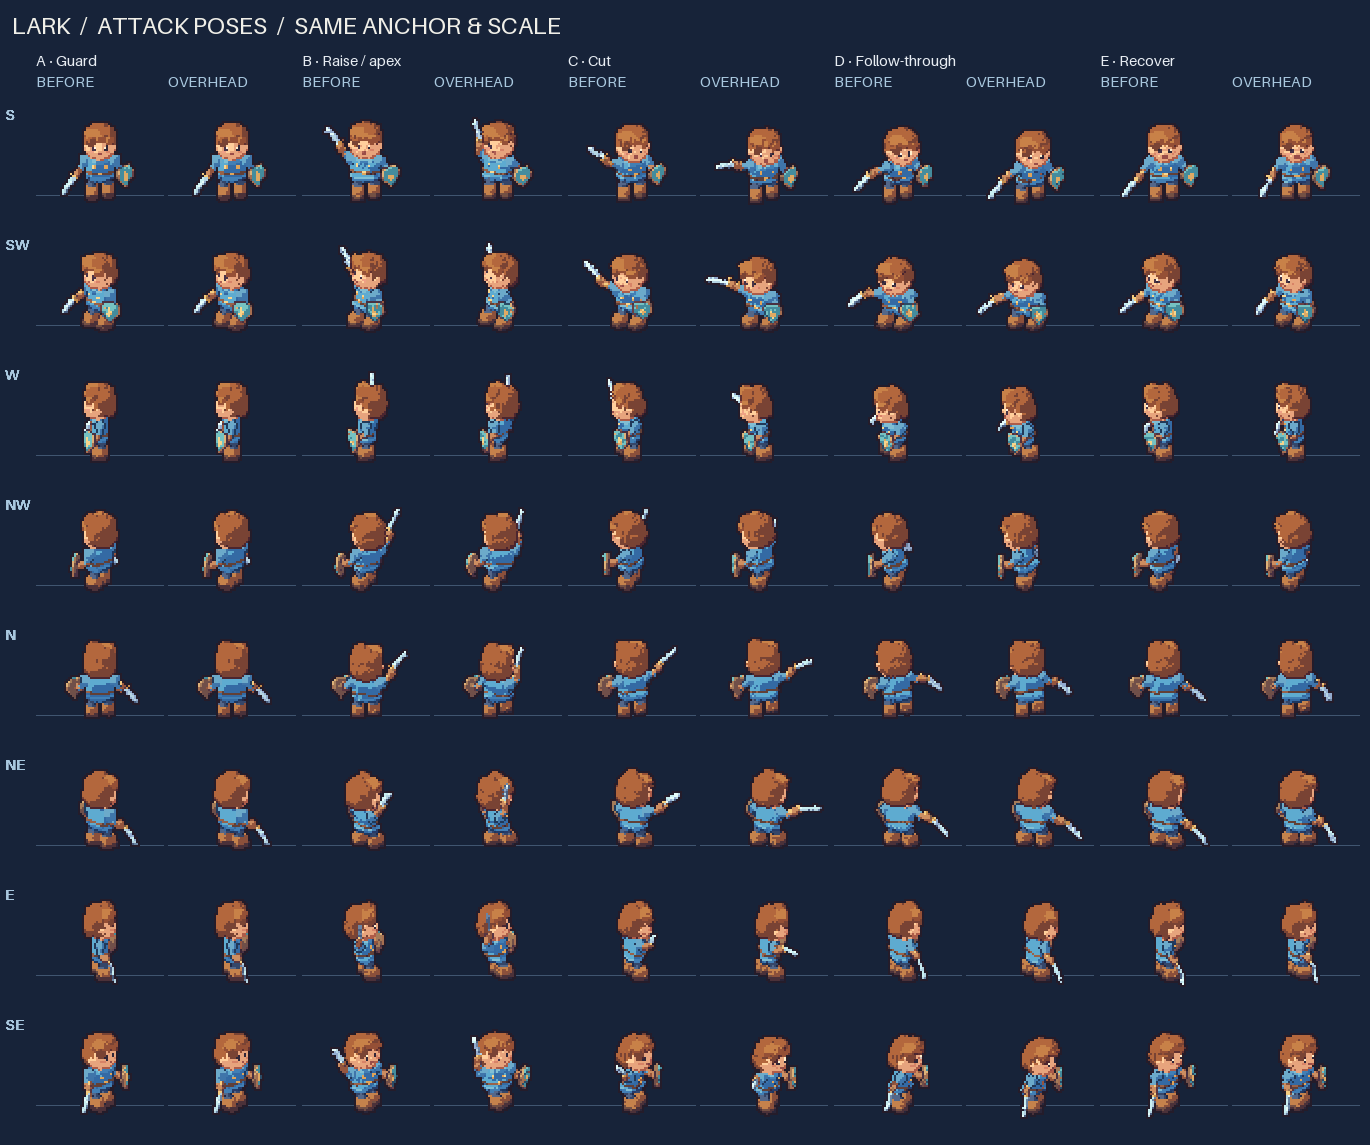 LARK / ATTACK POSES / SAME ANCHOR & SCALE
A · Guard B · Raise / apex C · Cut D · Follow-through E · Recover
BEFORE OVERHEAD BEFORE OVERHEAD BEFORE OVERHEAD BEFORE OVERHEAD BEFORE OVERHEAD
S
SW
W
NW
N
NE
E
SE